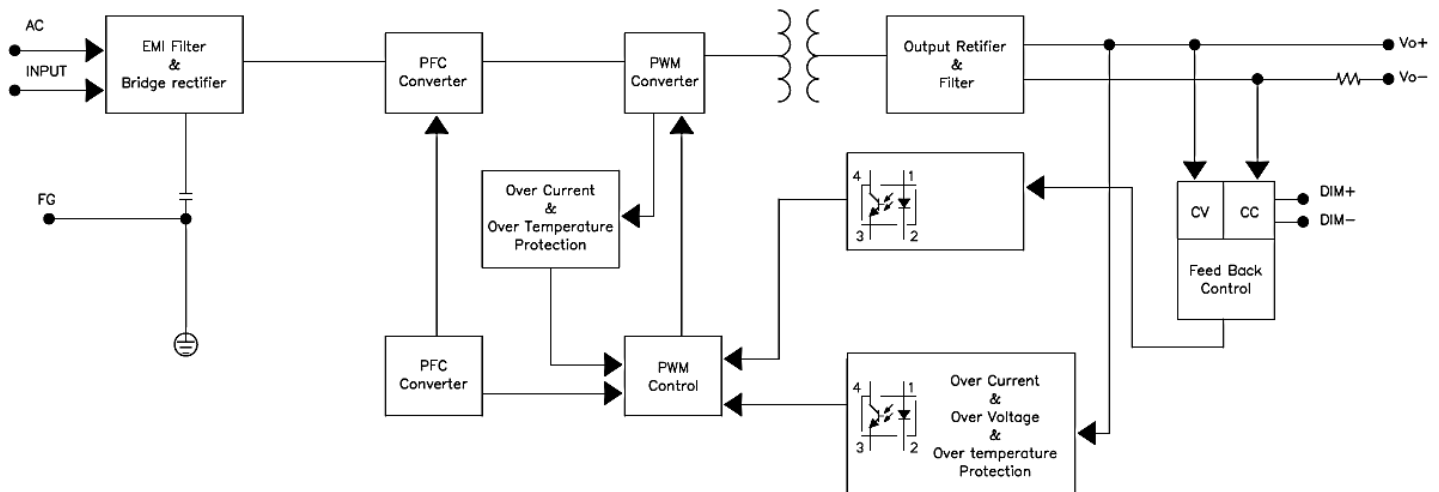 AC
INPUT
EMI Filter
&
Bridge rectifier
PFC
Converter
PWM
Converter
Output Retifier
&
Filter
Vo+
Vo-
FG
Over Current
&
Over Temperature
Protection
4
1
3
2
CV
CC
DIM+
DIM-
Feed Back
Control
PFC
Converter
PWM
Control
4
1
3
2
Over Current
&
Over Voltage
&
Over temperature
Protection